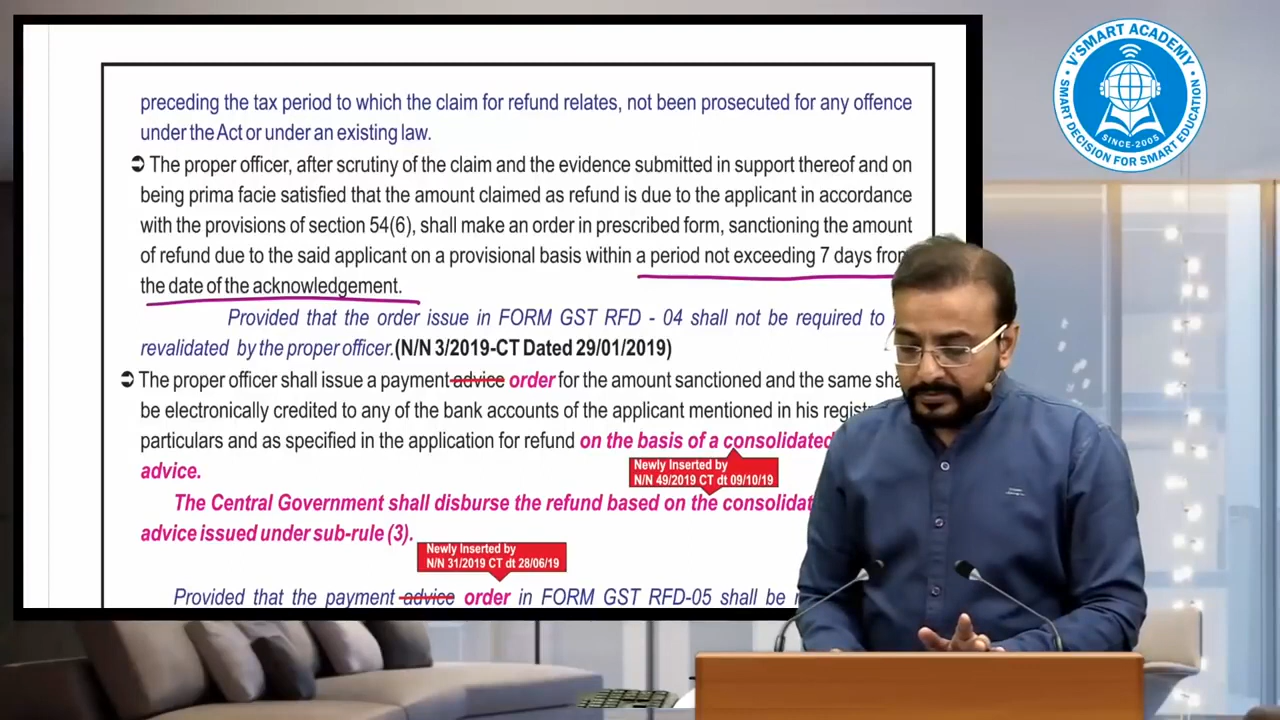 preceding the tax period to which the claim for refund relates, not been prosecuted for any offence
under the Act or under an existing law.
➲ The proper officer, after scrutiny of the claim and the evidence submitted in support thereof and on
being prima facie satisfied that the amount claimed as refund is due to the applicant in accordance
with the provisions of section 54(6), shall make an order in prescribed form, sanctioning the amount
of refund due to the said applicant on a provisional basis within a period not exceeding 7 days from
the date of the acknowledgement.
Provided that the order issue in FORM GST RFD - 04 shall not be required to
revalidated by the proper officer.(N/N 3/2019-CT Dated 29/01/2019)
➲ The proper officer shall issue a payment advice order for the amount sanctioned and the same
be electronically credited to any of the bank accounts of the applicant mentioned in his
particulars and as specified in the application for refund on the basis of a consolidated
advice.
Newly Inserted by
N/N 49/2019 CT dt 09/10/19
The Central Government shall disburse the refund based on the
advice issued under sub-rule (3).
Newly Inserted by
N/N 31/2019 CT dt 28/06/19
Provided that the payment advice order in FORM GST RFD-05 shall be
V'SMART ACADEMY
SINCE-2005
SMART DECISION FOR SMART EDUCATION